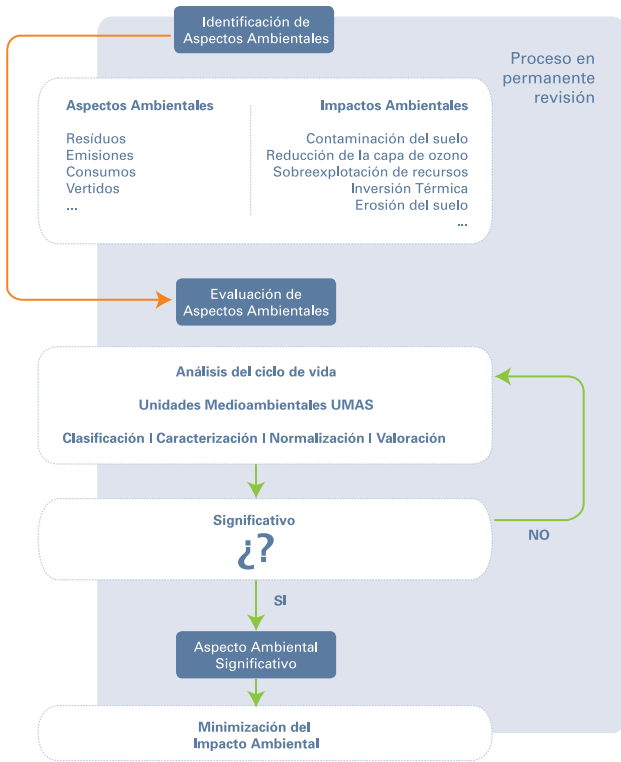 Identificación de
Aspectos Ambientales
Proceso en
permanente
revisión
Aspectos Ambientales
Resíduos
Emisiones
Consumos
Vertidos
...
Impactos Ambientales
Contaminación del suelo
Reducción de la capa de ozono
Sobreexplotación de recursos
Inversión Térmica
Erosión del suelo
...
Evaluación de
Aspectos Ambientales
Análisis del ciclo de vida
Unidades Medioambientales UMAS
Clasificación I Caracterización I Normalización I Valoración
Significativo
¿?
NO
SI
Aspecto Ambiental
Significativo
Minimización del
Impacto Ambiental